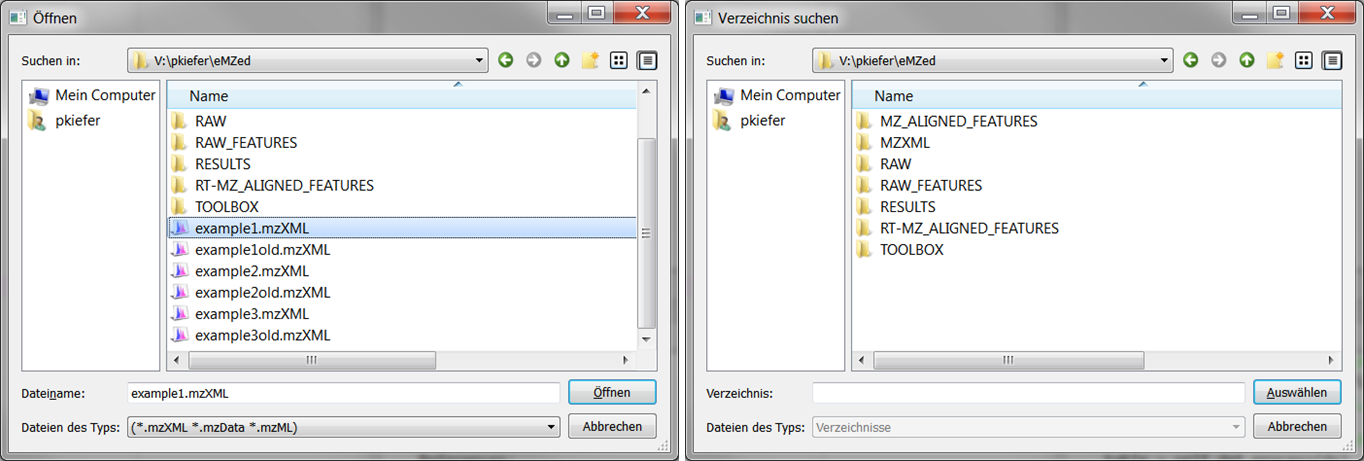 Öffnen
Suchen in:
V:\pkiefer\eMZed
Mein Computer
pkiefer
Name
RAW
RAW_FEATURES
RESULTS
RT-MZ_ALIGNED_FEATURES
TOOLBOX
example1.mzXML
example1old.mzXML
example2.mzXML
example2old.mzXML
example3.mzXML
example3old.mzXML
Dateiname:
example1.mzXML
Öffnen
Dateien des Typs:
(*.mzXML *.mzData *.mzML)
Abbrechen
Verzeichnis suchen
Suchen in:
V:\pkiefer\eMZed
Mein Computer
pkiefer
Name
MZ_ALIGNED_FEATURES
MZXML
RAW
RAW_FEATURES
RESULTS
RT-MZ_ALIGNED_FEATURES
TOOLBOX
Verzeichnis:
Auswählen
Dateien des Typs:
Verzeichnisse
Abbrechen